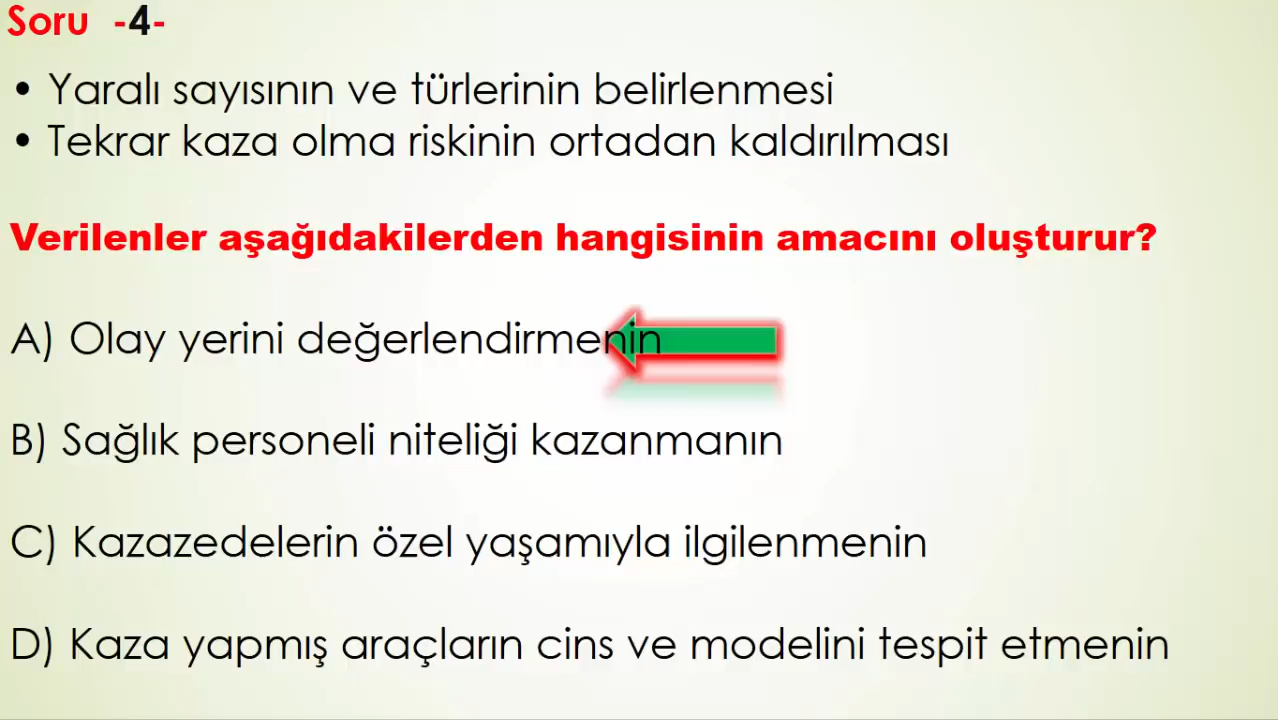 Soru -4-
• Yaralı sayısının ve türlerinin belirlenmesi
• Tekrar kaza olma riskinin ortadan kaldırılması
Verilenler aşağıdakilerden hangisinin amacını oluşturur?
A) Olay yerini değerlendirmenin
B) Sağlık personeli niteliği kazanmanın
C) Kazazedelerin özel yaşamıyla ilgilenmenin
D) Kaza yapmış araçların cins ve modelini tespit etmenin